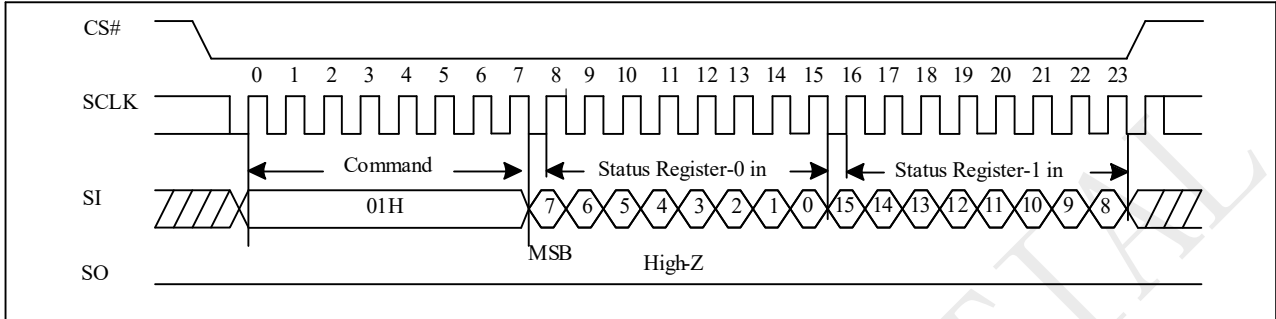 CS#
0 1 2 3 4 5 6 7 8 9 10 11 12 13 14 15 16 17 18 19 20 21 22 23
SCLK
Command Status Register-0 in Status Register-1 in
SI
01H 7 6 5 4 3 2 1 0 15 14 13 12 11 10 9 8
MSB
High-Z
SO